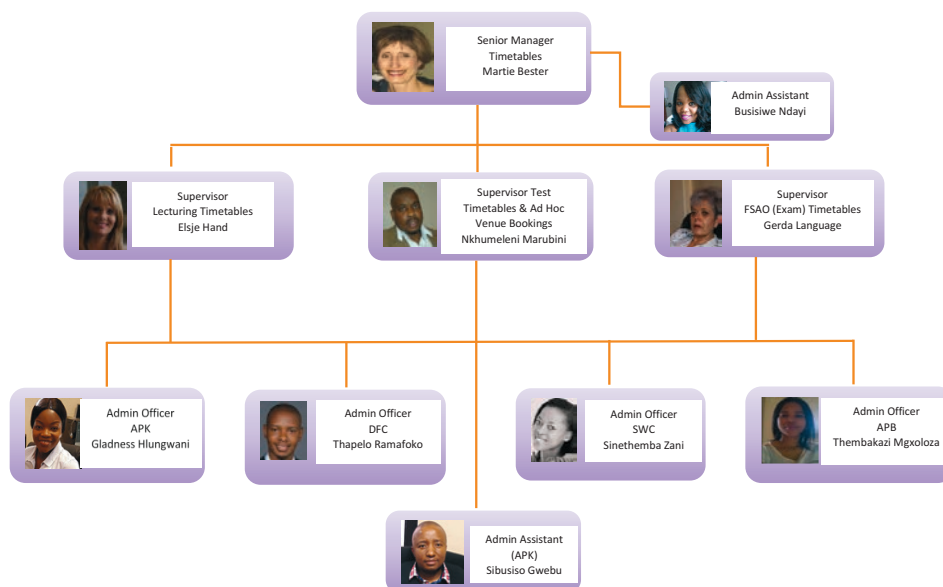 Senior Manager
Timetables
Martie Bester
Admin Assistant
Busisiwe Ndayi
Supervisor
Lecturing Timetables
Elsje Hand
Supervisor Test
Timetables & Ad Hoc
Venue Bookings
Nkhumeleni Marubini
Supervisor
FSAO (Exam) Timetables
Gerda Language
Admin Officer
APK
Gladness Hlungwani
Admin Officer
DFC
Thapelo Ramafoko
Admin Officer
SWC
Sinethemba Zani
Admin Officer
APB
Thembakazi Mgxoloza
Admin Assistant
(APK)
Sibusiso Gwebu